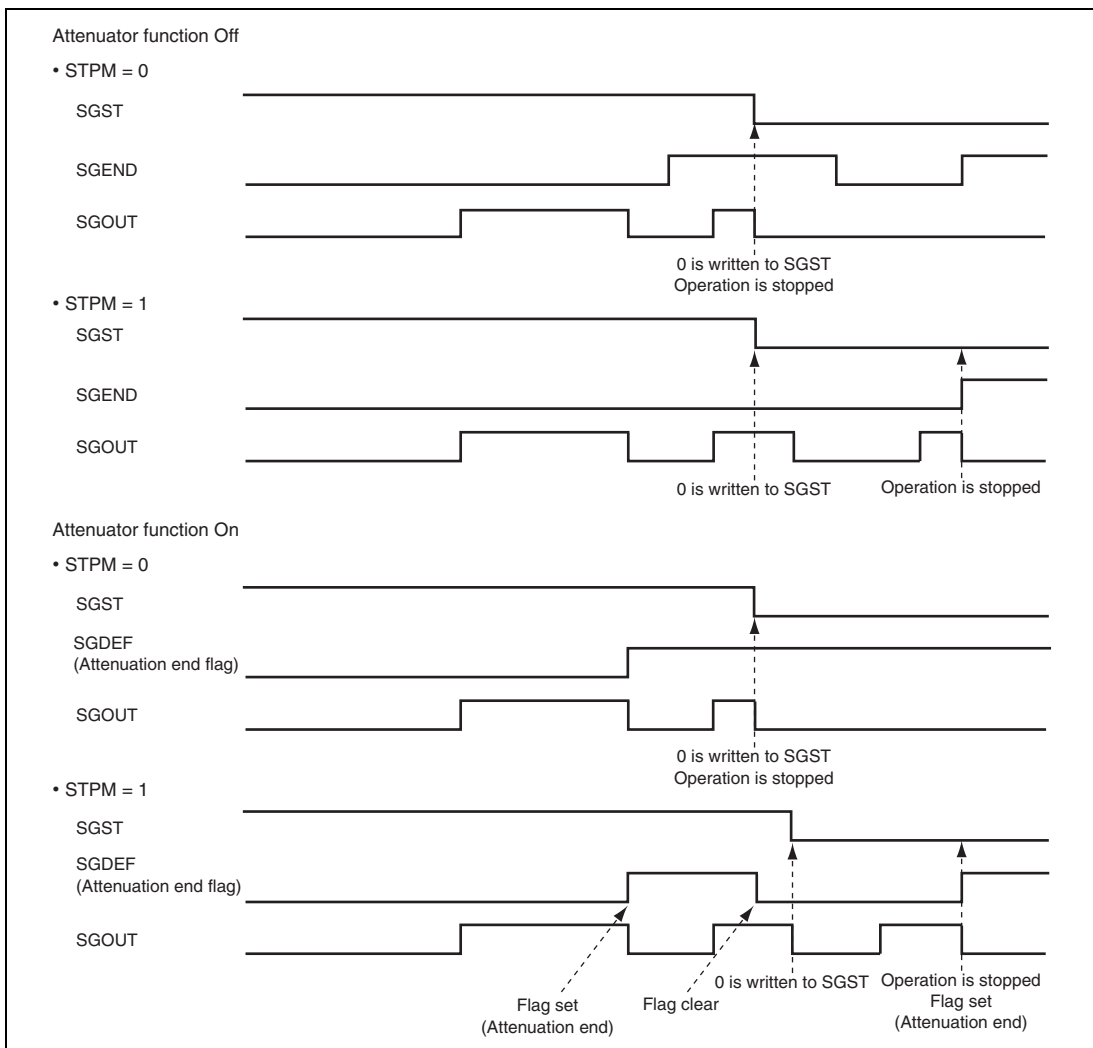 Attenuator function Off
• STPM = 0
SGST
SGEND
SGOUT
0 is written to SGST
Operation is stopped
• STPM = 1
SGST
SGEND
SGOUT
0 is written to SGST
Operation is stopped
Attenuator function On
• STPM = 0
SGST
SGDEF
(Attenuation end flag)
SGOUT
0 is written to SGST
Operation is stopped
• STPM = 1
SGST
SGDEF
(Attenuation end flag)
SGOUT
Flag set
(Attenuation end)
Flag clear
0 is written to SGST
Operation is stopped
Flag set
(Attenuation end)